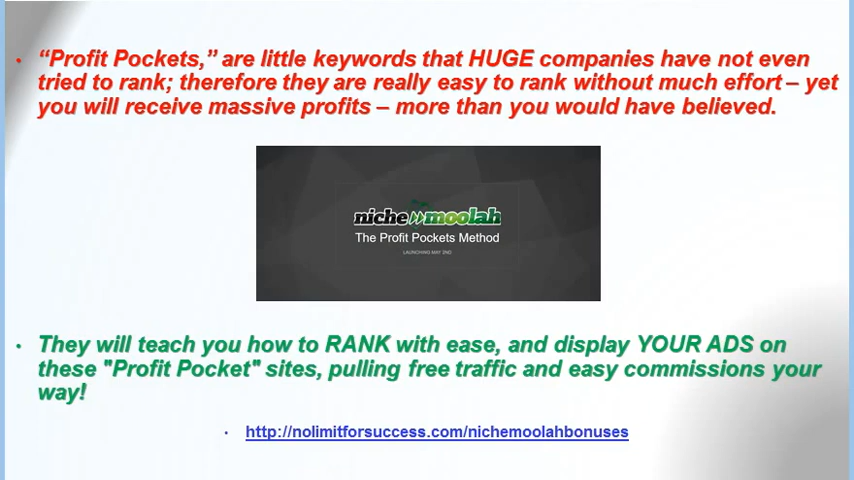 • “Profit Pockets,” are little keywords that HUGE companies have not even
tried to rank; therefore they are really easy to rank without much effort – yet
you will receive massive profits – more than you would have believed.
niche moolah
The Profit Pockets Method
LAUNCHING MAY 2ND
• They will teach you how to RANK with ease, and display YOUR ADS on
these "Profit Pocket" sites, pulling free traffic and easy commissions your
way!
• http://nolimitforsuccess.com/nichemoolahbonuses